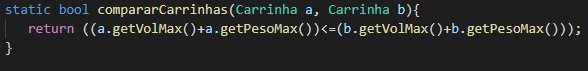 static bool compararCarrinhas(Carrinha a, Carrinha b){
return ((a.getVolMax()+a.getPesoMax())<=(b.getVolMax()+b.getPesoMax()));
}